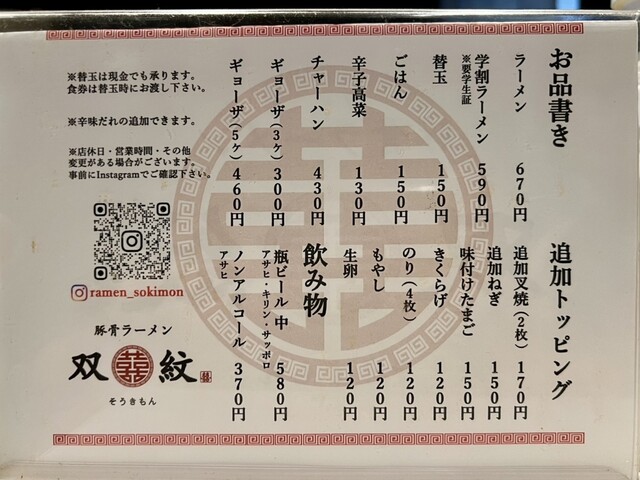 お品書き
ラーメン 670円
学割ラーメン 590円
※要学生証
替玉 150円
ごはん 150円
辛子高菜 130円
チャーハン 430円
ギョーザ(3ヶ) 300円
ギョーザ(5ヶ) 460円
追加トッピング
追加叉焼(2枚) 170円
追加ねぎ 150円
味付けたまご 150円
きくらげ 120円
のり(4枚) 120円
もやし 120円
生卵 120円
飲み物
瓶ビール 中 580円
アサヒ・キリン・サッポロ
ノンアルコール 370円
アサヒ
※替玉は現金でも承ります。
食券は替玉時にお渡し下さい。
※辛味だれの追加できます。
※店休日・営業時間・その他
変更がある場合がございます。
事前にInstagramでご確認下さい。
ramen_sokimon
豚骨ラーメン
双囍紋
そうきもん